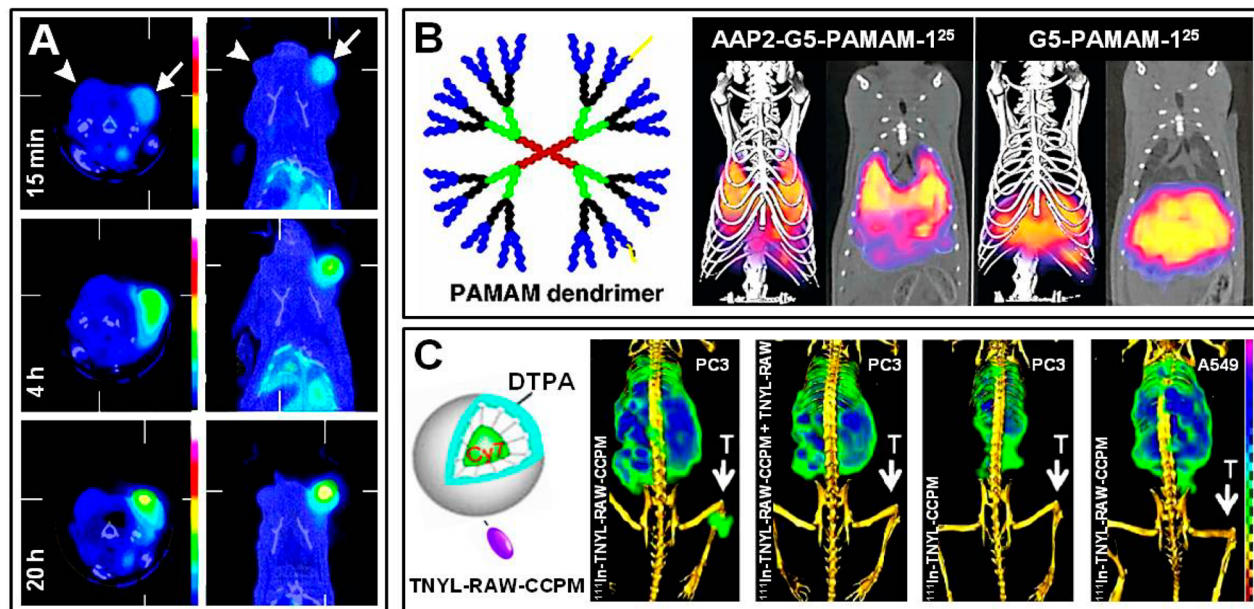 A
15 min
4 h
20 h
B
PAMAM dendrimer
AAP2-G5-PAMAM-1²⁵
G5-PAMAM-1²⁵
C
DTPA
Cy7
TNYL-RAW-CCPM
¹¹¹In-TNYL-RAW-CCPM
PC3
T
¹¹¹In-TNYL-RAW-CCPM + TNYL-RAW
PC3
T
¹¹¹In-TNYL-CCPM
PC3
T
¹¹¹In-TNYL-RAW-CCPM
A549
T